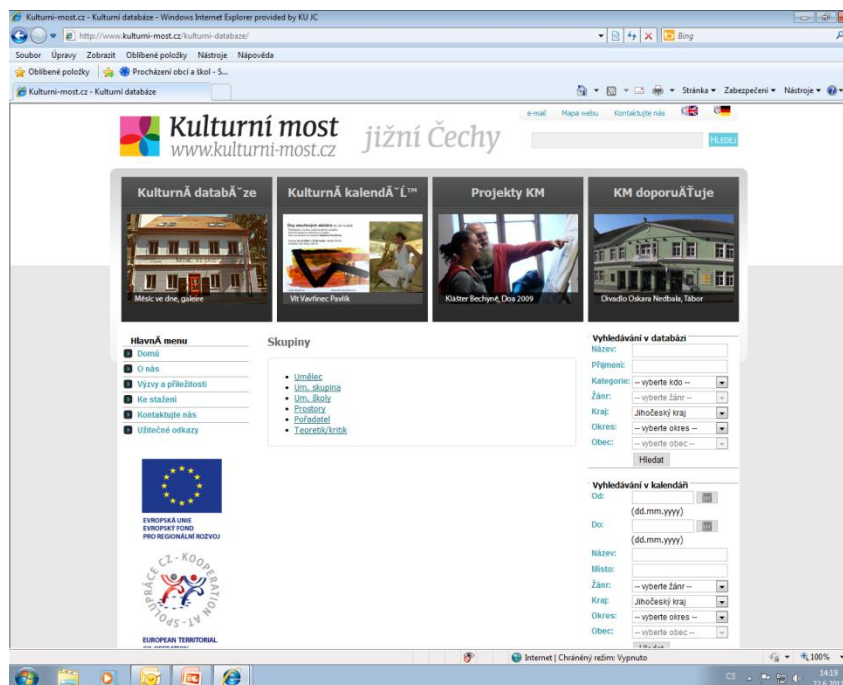 Kulturni-most.cz - Kulturní databáze - Windows Internet Explorer provided by KU JC
http://www.kulturni-most.cz/kulturni-databaze/
Bing
Soubor Úpravy Zobrazit Oblíbené položky Nástroje Nápověda
Oblíbené položky Procházení obcí a škol - S...
Kulturni-most.cz - Kulturní databáze
Stránka Zabezpečení Nástroje
e-mail Mapa webu Kontaktujte nás
Kulturní most
www.kulturni-most.cz
jižní Čechy
HLEDEJ
KulturnĂ­ databĂˇze
KulturnĂ­ kalendĂˇĹ™
Projekty KM
KM doporuÄŤuje
Měsíc ve dne, galerie
Vít Vavřinec Pavlík
Klášter Bechyně, Doa 2009
Divadlo Oskara Nedbala, Tábor
HlavnĂ­ menu
Domů
O nás
Výzvy a příležitosti
Ke stažení
Kontaktujte nás
Užitečné odkazy
EVROPSKÁ UNIE
EVROPSKÝ FOND
PRO REGIONÁLNÍ ROZVOJ
SPOLUPRÁCE CZ - KOOPERATION AT -
EUROPEAN TERRITORIAL
CO-OPERATION
Skupiny
Umělec
Um. skupina
Um. školy
Prostory
Pořadatel
Teoretik/kritik
Vyhledávání v databázi
Název:
Příjmení:
Kategorie: -- vyberte kdo --
Žánr: -- vyberte žánr --
Kraj: Jihočeský kraj
Okres: -- vyberte okres --
Obec: -- vyberte obec --
Hledat
Vyhledávání v kalendáři
Od:
(dd.mm.yyyy)
Do:
(dd.mm.yyyy)
Název:
Místo:
Žánr: -- vyberte žánr --
Kraj: Jihočeský kraj
Okres: -- vyberte okres --
Obec: -- vyberte obec --
Hledat
Internet | Chráněný režim: Vypnuto
100%
CS
14:19